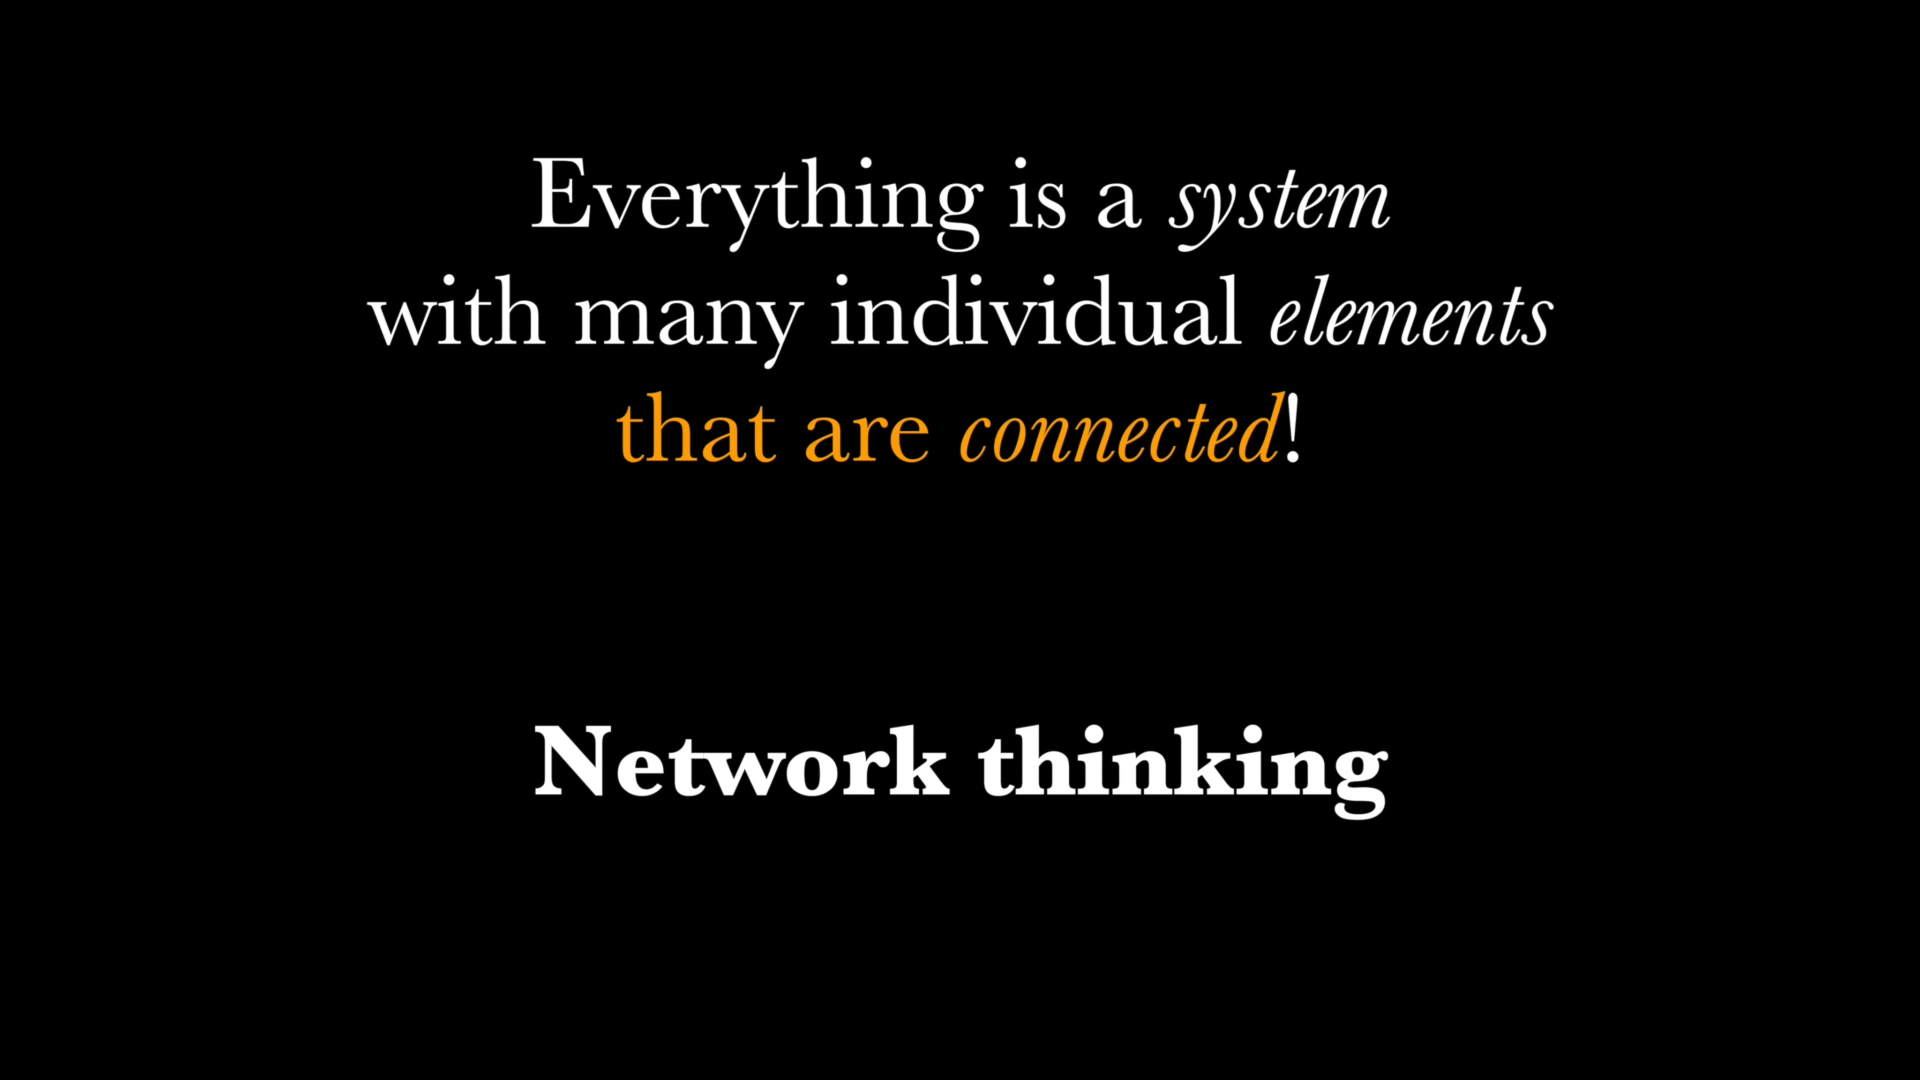 Everything is a system
with many individual elements
that are connected!
Network thinking